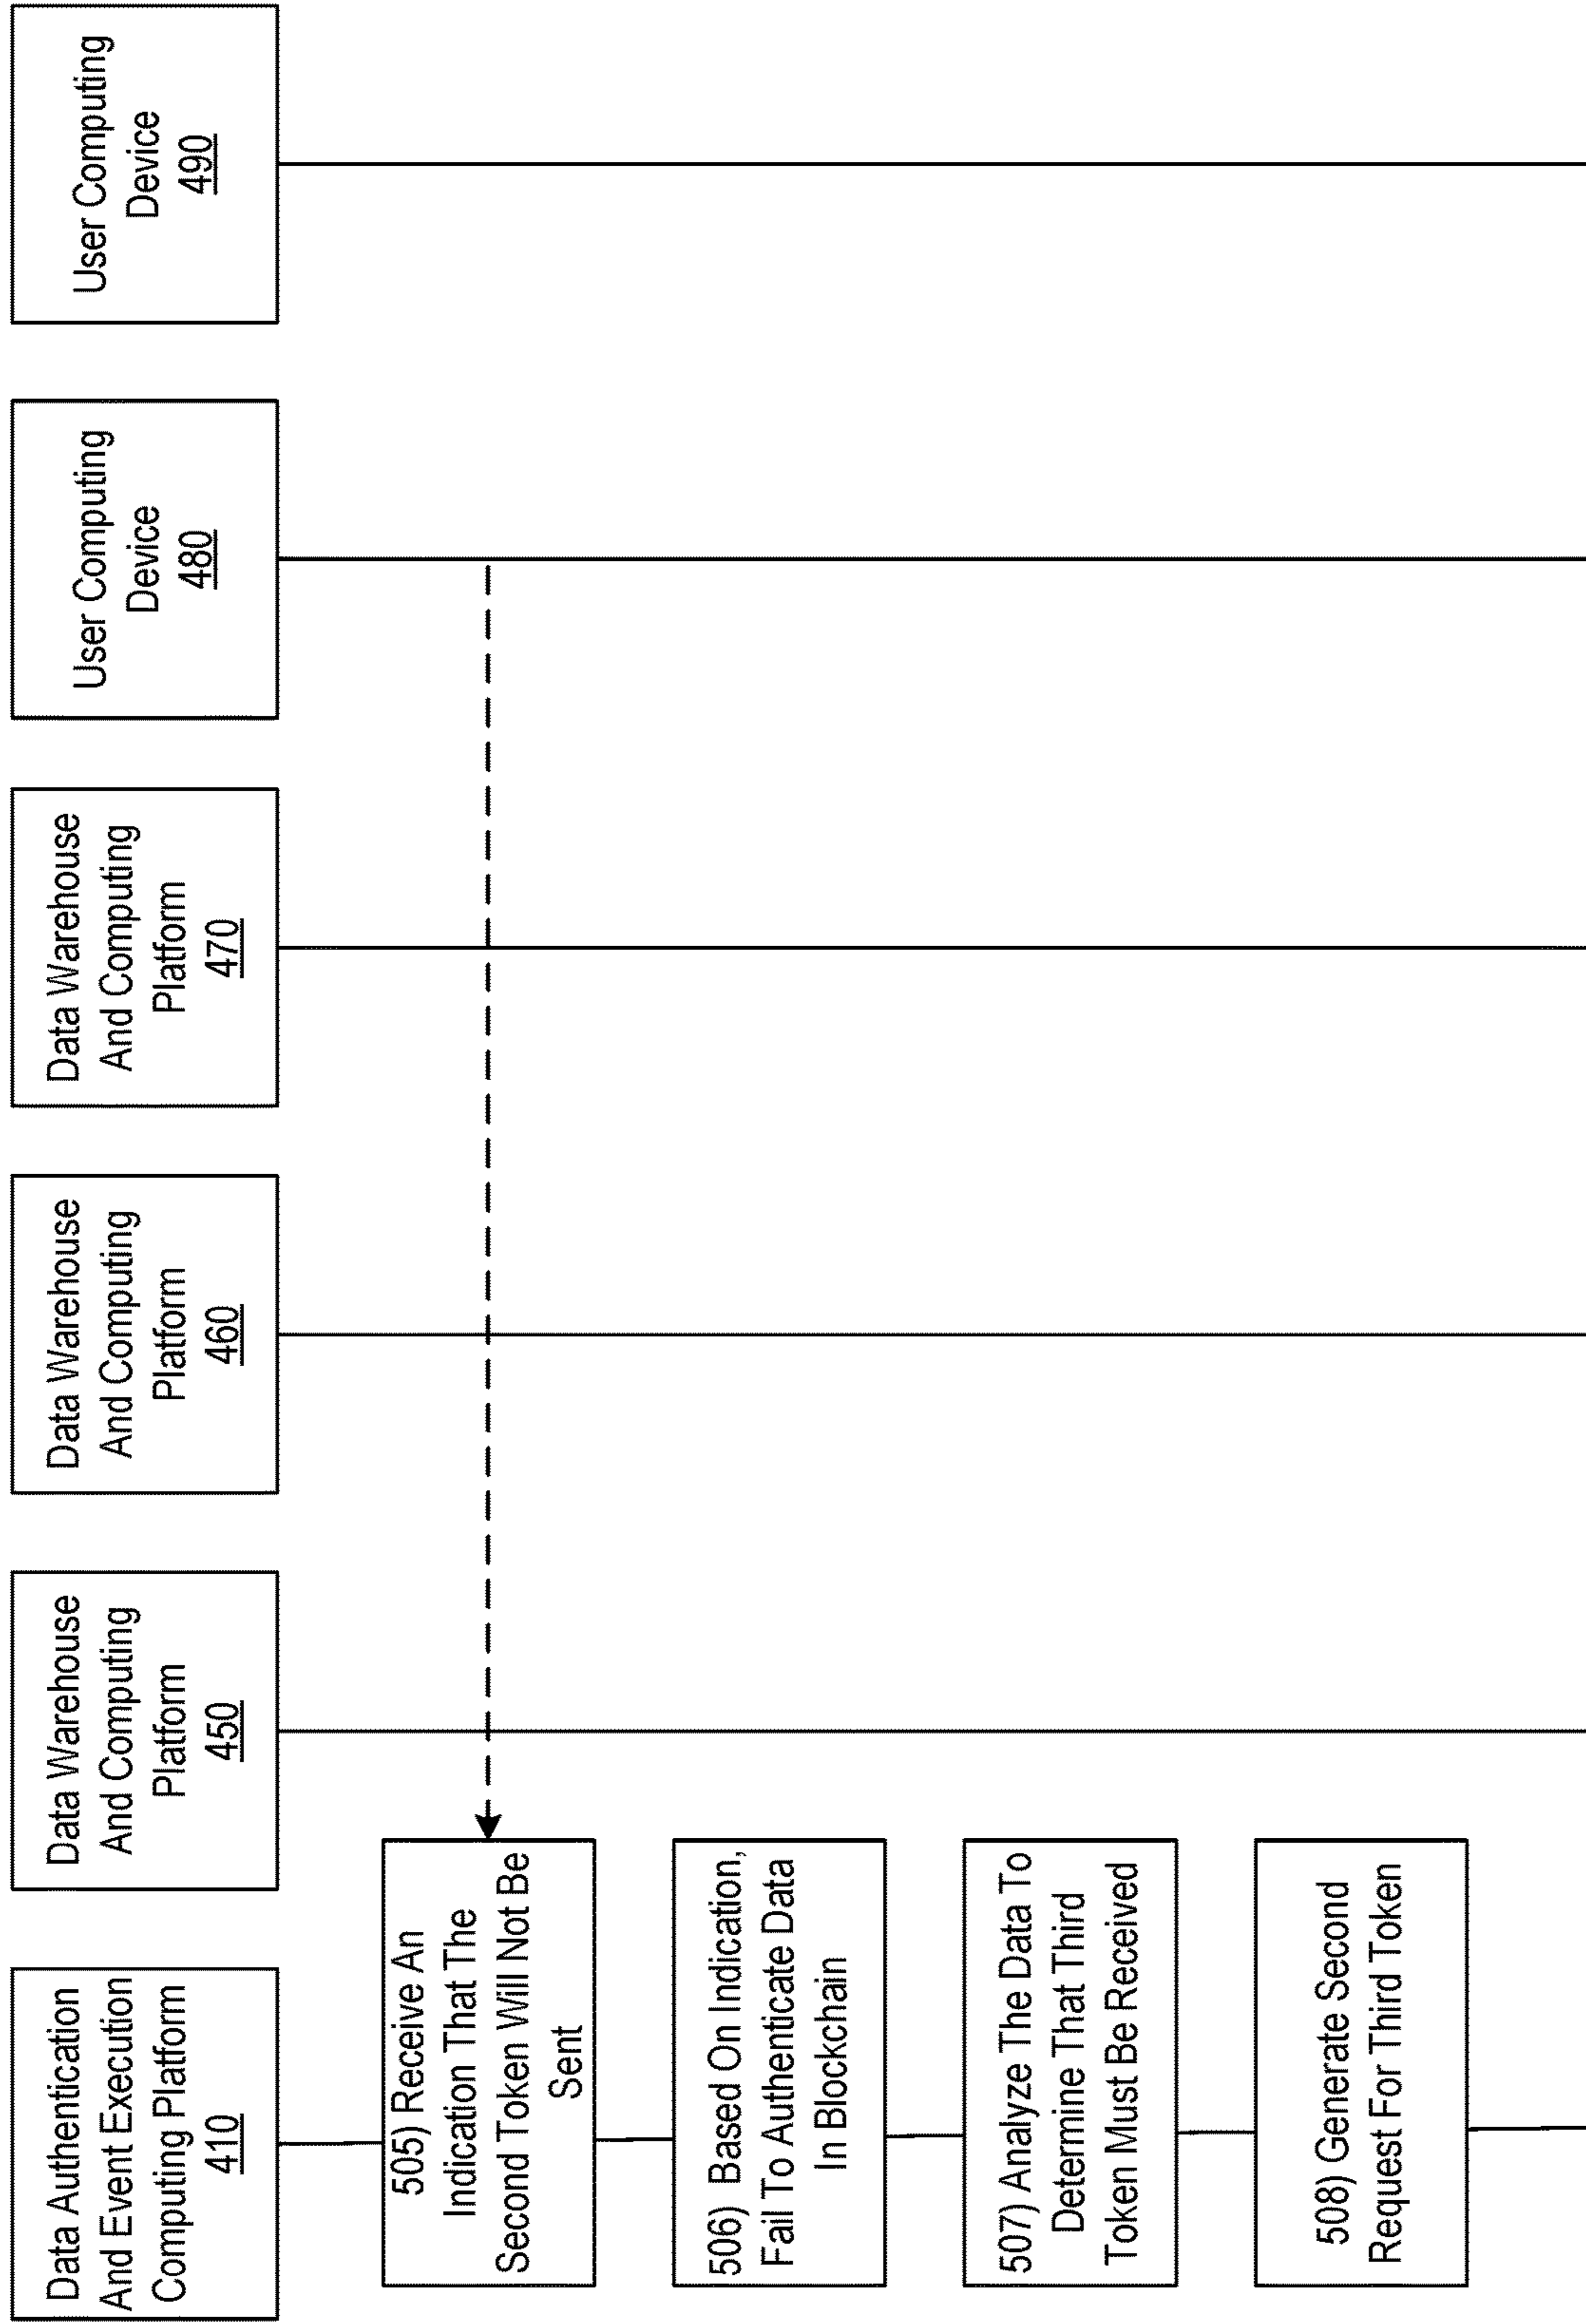 Data Authentication
And Event Execution
Computing Platform
410
Data Warehouse
And Computing
Platform
450
Data Warehouse
And Computing
Platform
460
Data Warehouse
And Computing
Platform
470
User Computing
Device
480
User Computing
Device
490
505) Receive An
Indication That The
Second Token Will Not Be
Sent
506) Based On Indication,
Fail To Authenticate Data
In Blockchain
507) Analyze The Data To
Determine That Third
Token Must Be Received
508) Generate Second
Request For Third Token